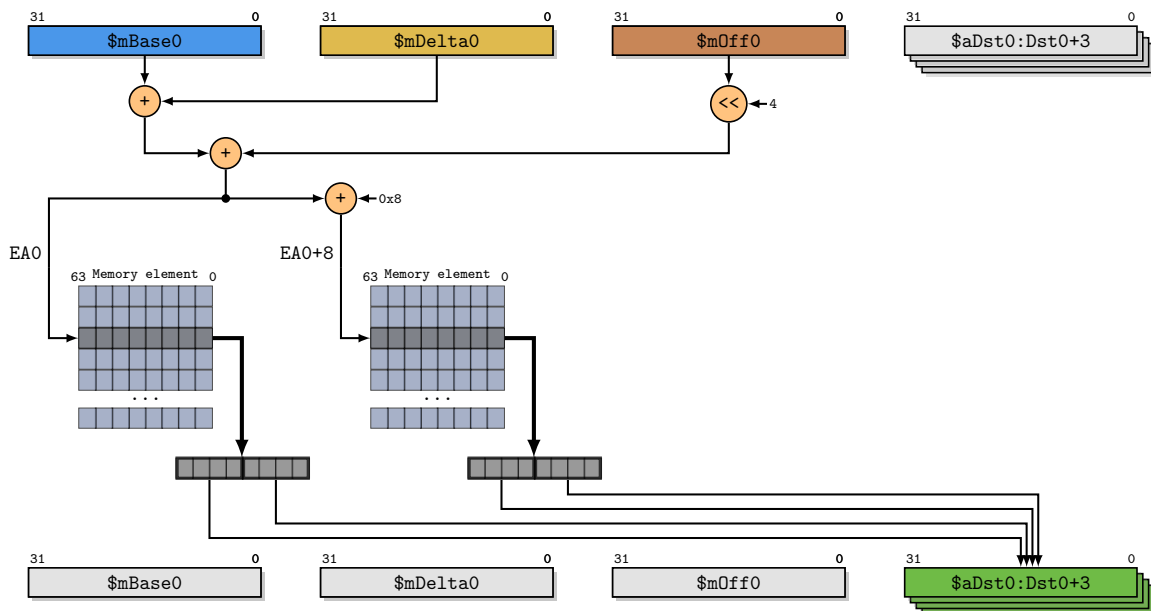 31 0 31 0 31 0 31 0
$mBase0 $mDelta0 $mOff0 $aDst0:Dst0+3
+ << 4
+
+ 0x8
EA0 EA0+8
63 Memory element 0 63 Memory element 0
... ...
31 0 31 0 31 0 31 0
$mBase0 $mDelta0 $mOff0 $aDst0:Dst0+3